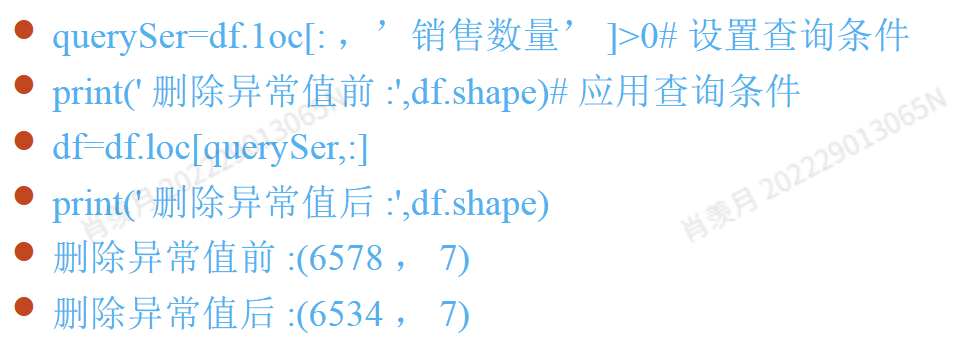 querySer=df.1oc[: ，’ 销售数量’ ]>0# 设置查询条件
print(' 删除异常值前 :',df.shape)# 应用查询条件
df=df.loc[querySer,:]
print(' 删除异常值后 :',df.shape)
删除异常值前 :(6578 ， 7)
删除异常值后 :(6534 ， 7)
肖羡月 202229013065N
肖羡月 202229013065N